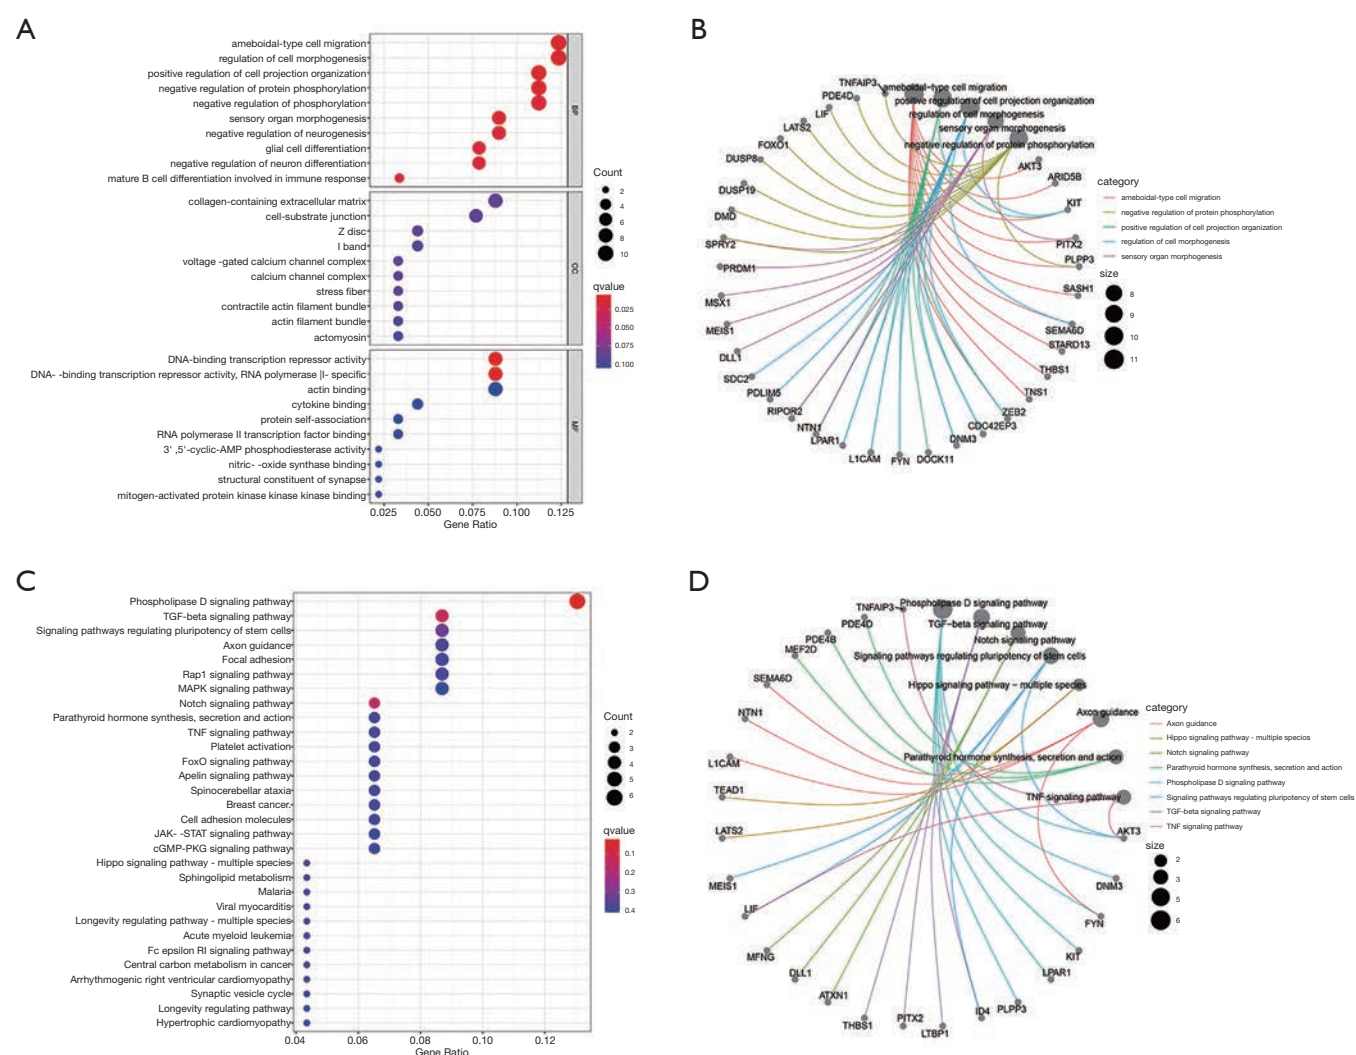 A
ameboidal-type cell migration
regulation of cell morphogenesis
positive regulation of cell projection organization
negative regulation of protein phosphorylation
negative regulation of phosphorylation
sensory organ morphogenesis
negative regulation of neurogenesis
glial cell differentiation
negative regulation of neuron differentiation
mature B cell differentiation involved in immune response
BP
collagen-containing extracellular matrix
cell-substrate junction
Z disc
I band
voltage -gated calcium channel complex
calcium channel complex
stress fiber
contractile actin filament bundle
actin filament bundle
actomyosin
CC
DNA-binding transcription repressor activity
DNA- -binding transcription repressor activity, RNA polymerase |I- specific
actin binding
cytokine binding
protein self-association
RNA polymerase II transcription factor binding
3' ,5'-cyclic-AMP phosphodiesterase activity
nitric- -oxide synthase binding
structural constituent of synapse
mitogen-activated protein kinase kinase kinase binding
MF
0.025 0.050 0.075 0.100 0.125
Gene Ratio
Count
2
4
6
8
10
qvalue
0.025
0.050
0.075
0.100
B
TNFAIP3
ameboidal-type cell migration
PDE4D
positive regulation of cell projection organization
LIF
regulation of cell morphogenesis
LATS2
sensory organ morphogenesis
FOXO1
negative regulation of protein phosphorylation
DUSP8
AKT3
DUSP19
ARID5B
DMD
KIT
SPRY2
PITX2
PRDM1
PLPP3
MSX1
SASH1
MEIS1
SEMA6D
DLL1
STARD13
SDC2
THBS1
PDLIM5
TNS1
RIPOR2
ZEB2
NTN1
CDC42EP3
LPAR1
DNM3
L1CAM
FYN
DOCK11
category
ameboidal-type cell migration
negative regulation of protein phosphorylation
positive regulation of cell projection organization
regulation of cell morphogenesis
sensory organ morphogenesis
size
8
9
10
11
C
Phospholipase D signaling pathway
TGF-beta signaling pathway
Signaling pathways regulating pluripotency of stem cells
Axon guidance
Focal adhesion
Rap1 signaling pathway
MAPK signaling pathway
Notch signaling pathway
Parathyroid hormone synthesis, secretion and action
TNF signaling pathway
Platelet activation
FoxO signaling pathway
Apelin signaling pathway
Spinocerebellar ataxia
Breast cancer
Cell adhesion molecules
JAK- -STAT signaling pathway
cGMP-PKG signaling pathway
Hippo signaling pathway - multiple species
Sphingolipid metabolism
Malaria
Viral myocarditis
Longevity regulating pathway - multiple species
Acute myeloid leukemia
Fc epsilon RI signaling pathway
Central carbon metabolism in cancer
Arrhythmogenic right ventricular cardiomyopathy
Synaptic vesicle cycle
Longevity regulating pathway
Hypertrophic cardiomyopathy
0.04 0.06 0.08 0.10 0.12
Gene Ratio
Count
2
3
4
5
6
qvalue
0.1
0.2
0.3
0.4
D
TNFAIP3
Phospholipase D signaling pathway
PDE4D
TGF-beta signaling pathway
PDE4B
Notch signaling pathway
MEF2D
Signaling pathways regulating pluripotency of stem cells
SEMA6D
Hippo signaling pathway - multiple species
NTN1
Axon guidance
L1CAM
Parathyroid hormone synthesis, secretion and action
TEAD1
TNF signaling pathway
LATS2
AKT3
MEIS1
DNM3
LIF
FYN
MFNG
KIT
DLL1
LPAR1
ATXN1
PLPP3
THBS1
PITX2
LTBP1
ID4
category
Axon guidance
Hippo signaling pathway - multiple species
Notch signaling pathway
Parathyroid hormone synthesis, secretion and action
Phospholipase D signaling pathway
Signaling pathways regulating pluripotency of stem cells
TGF-beta signaling pathway
TNF signaling pathway
size
2
3
5
6